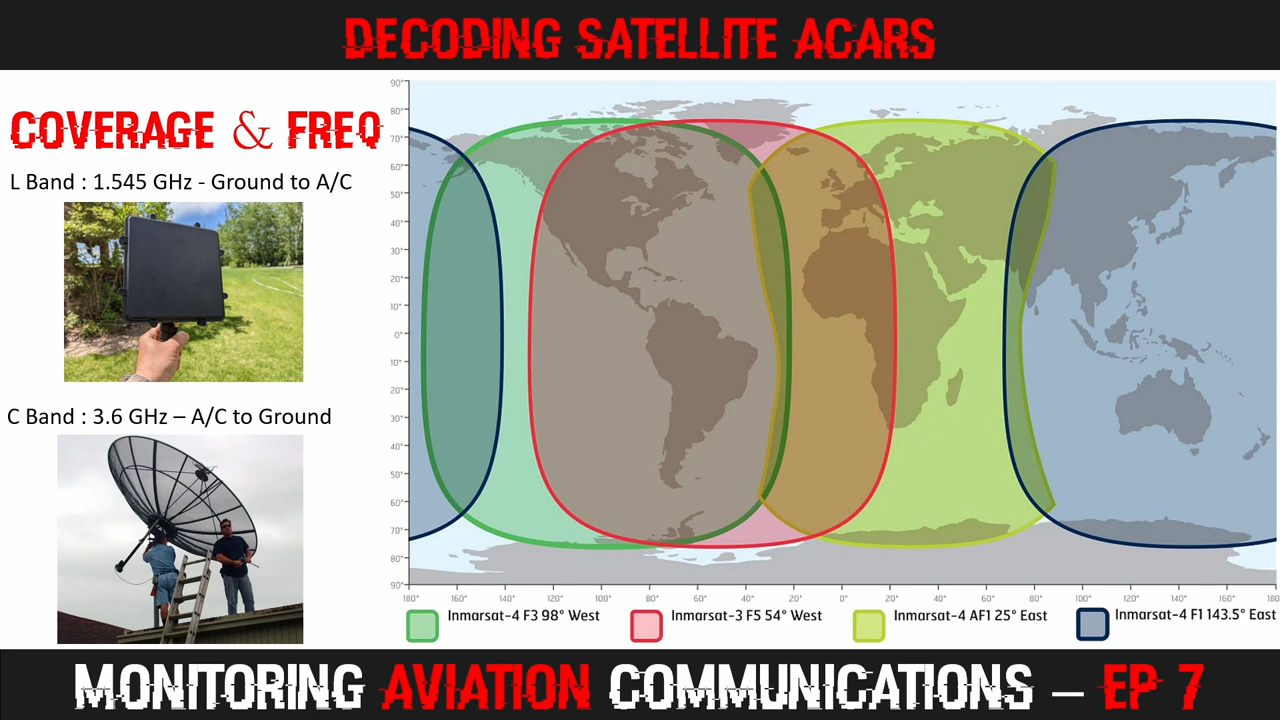 DECODING SATELLITE ACARS
COVERAGE & FREQ
L Band : 1.545 GHz - Ground to A/C
C Band : 3.6 GHz – A/C to Ground
90°
80°
70°
60°
50°
40°
30°
20°
10°
0°
10°
20°
30°
40°
50°
60°
70°
80°
90°
180° 160° 140° 120° 100° 80° 60° 40° 20° 0° 20° 40° 60° 80° 100° 120° 140° 160° 180
Inmarsat-4 F3 98° West
Inmarsat-3 F5 54° West
Inmarsat-4 AF1 25° East
Inmarsat-4 F1 143.5° East
MONITORING AVIATION COMMUNICATIONS – EP 7